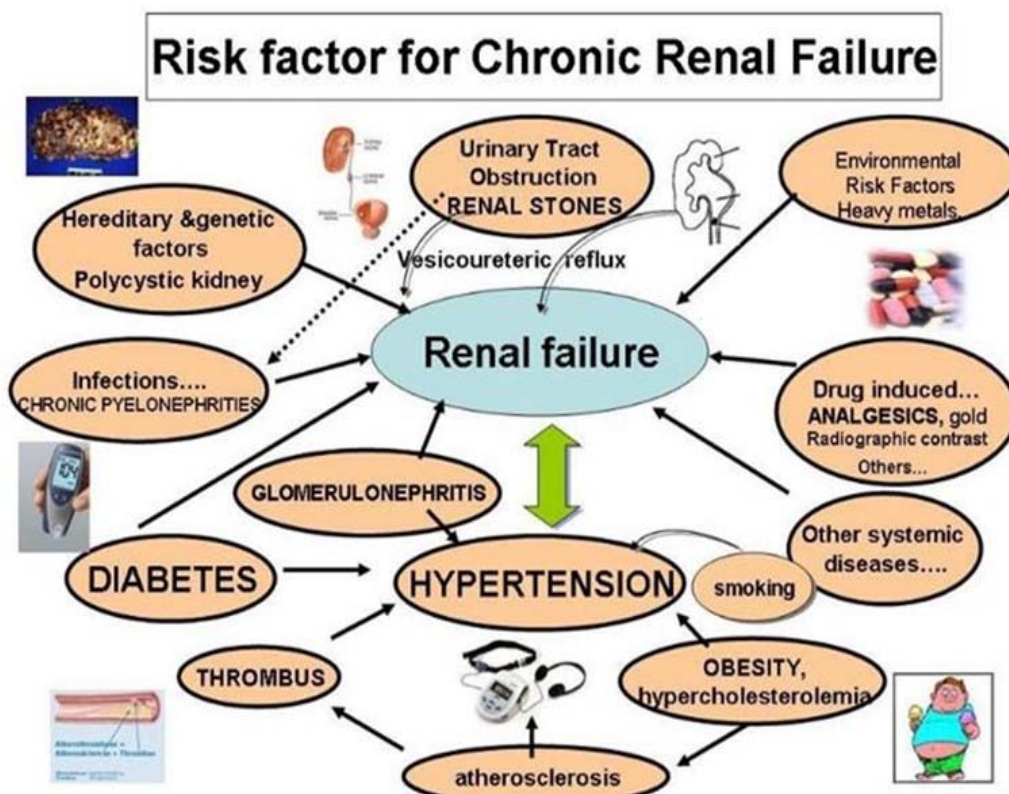 Risk factor for Chronic Renal Failure
Urinary Tract
Obstruction
RENAL STONES
Environmental
Risk Factors
Heavy metals.
Hereditary &genetic
factors
Polycystic kidney
Vesicoureteric reflux
Renal failure
Infections....
CHRONIC PYELONEPHRITIES
Drug induced...
ANALGESICS, gold
Radiographic contrast
Others...
104
GLOMERULONEPHRITIS
Other systemic
diseases....
DIABETES
HYPERTENSION
smoking
THROMBUS
OBESITY,
hypercholesterolemia
atherosclerosis